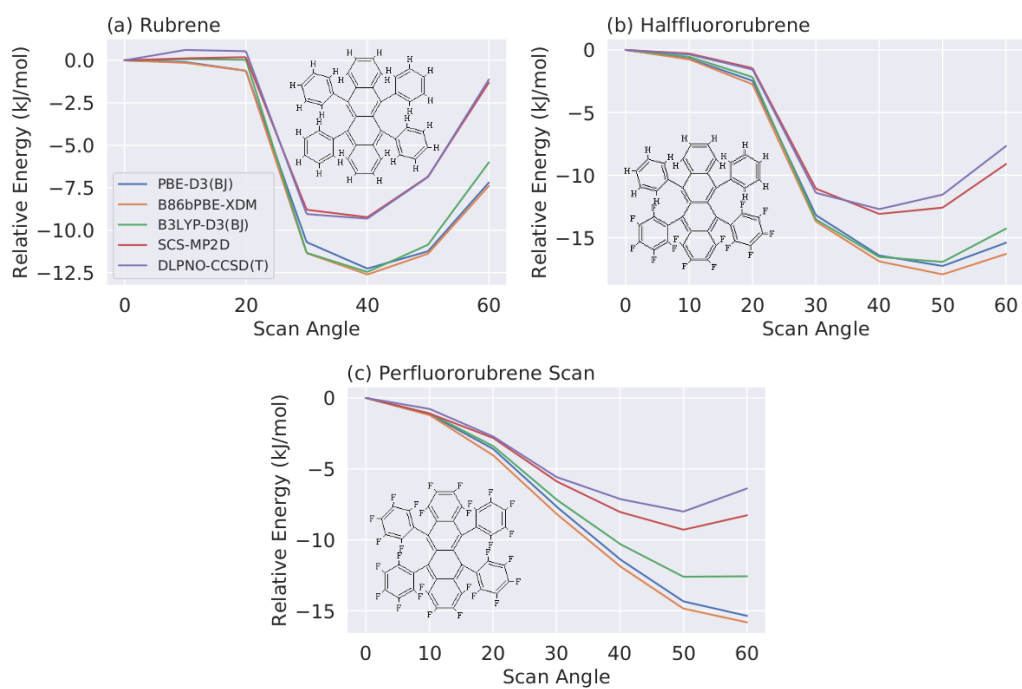 (a) Rubrene
Relative Energy (kJ/mol)
0.0
−2.5
−5.0
−7.5
−10.0
−12.5
PBE-D3(BJ)
B86bPBE-XDM
B3LYP-D3(BJ)
SCS-MP2D
DLPNO-CCSD(T)
0 20 40 60
Scan Angle
(b) Halffluororubrene
Relative Energy (kJ/mol)
0
−5
−10
−15
0 10 20 30 40 50 60
Scan Angle
(c) Perfluororubrene Scan
Relative Energy (kJ/mol)
0
−5
−10
−15
0 10 20 30 40 50 60
Scan Angle